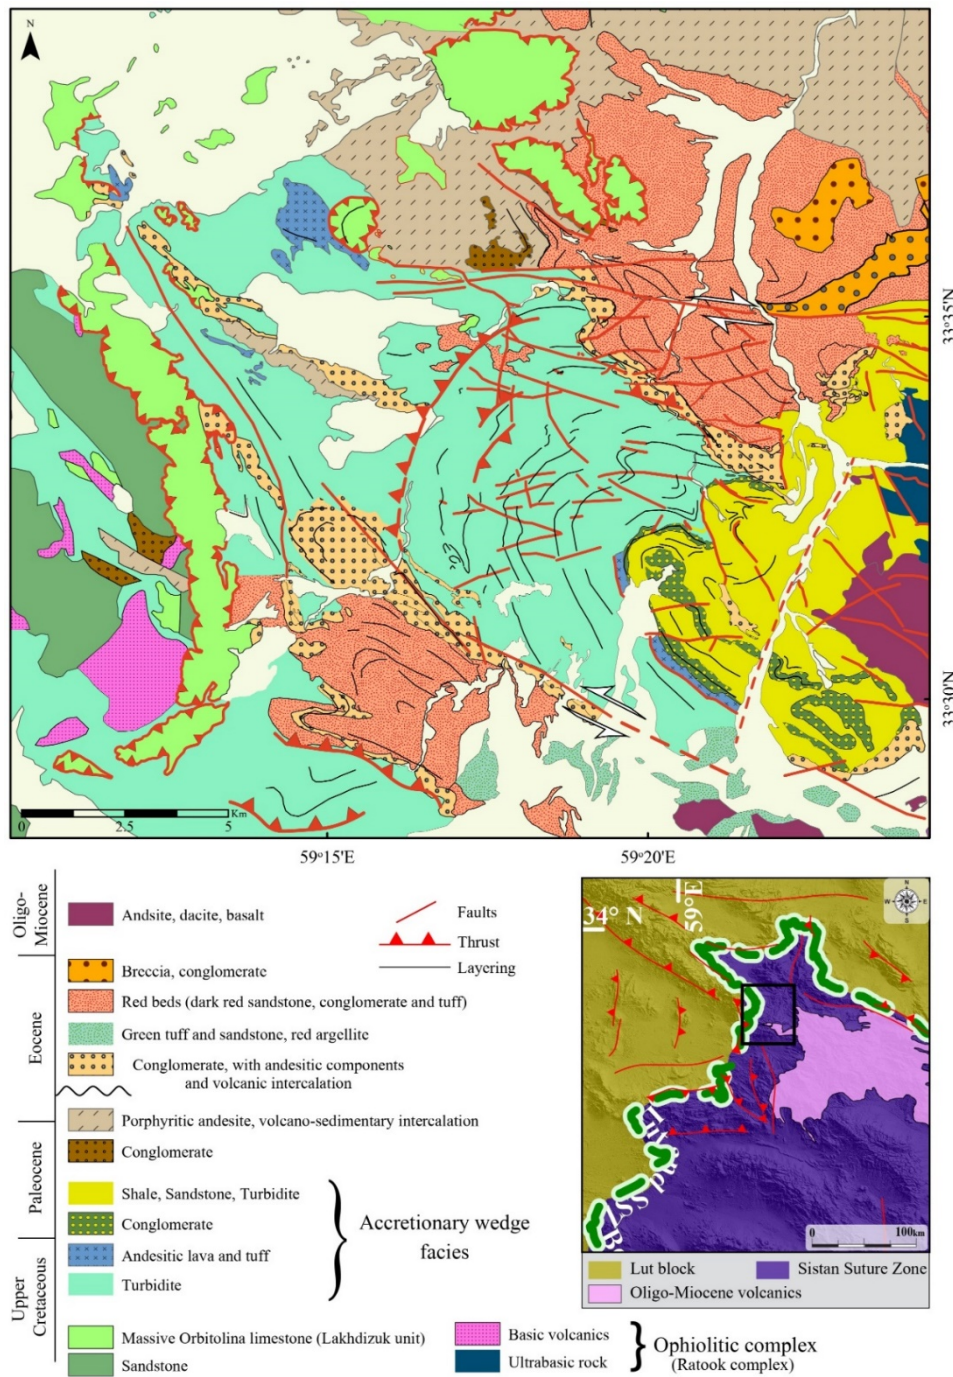 N
33°35'N
33°30'N
0 2.5 5 Km
59°15'E 59°20'E
Oligo-
Miocene
Andsite, dacite, basalt
Eocene
Breccia, conglomerate
Red beds (dark red sandstone, conglomerate and tuff)
Green tuff and sandstone, red argellite
Conglomerate, with andesitic components
and volcanic intercalation
Porphyritic andesite, volcano-sedimentary intercalation
Paleocene
Conglomerate
Shale, Sandstone, Turbidite
Conglomerate
Upper
Cretaceous
Andesitic lava and tuff
Turbidite
Accretionary wedge
facies
Massive Orbitolina limestone (Lakhdizuk unit)
Sandstone
Basic volcanics
Ultrabasic rock
Ophiolitic complex
(Ratook complex)
Faults
Thrust
Layering
34° N
59°E
N
W E
S
0 100km
Lut block
Sistan Suture Zone
Oligo-Miocene volcanics